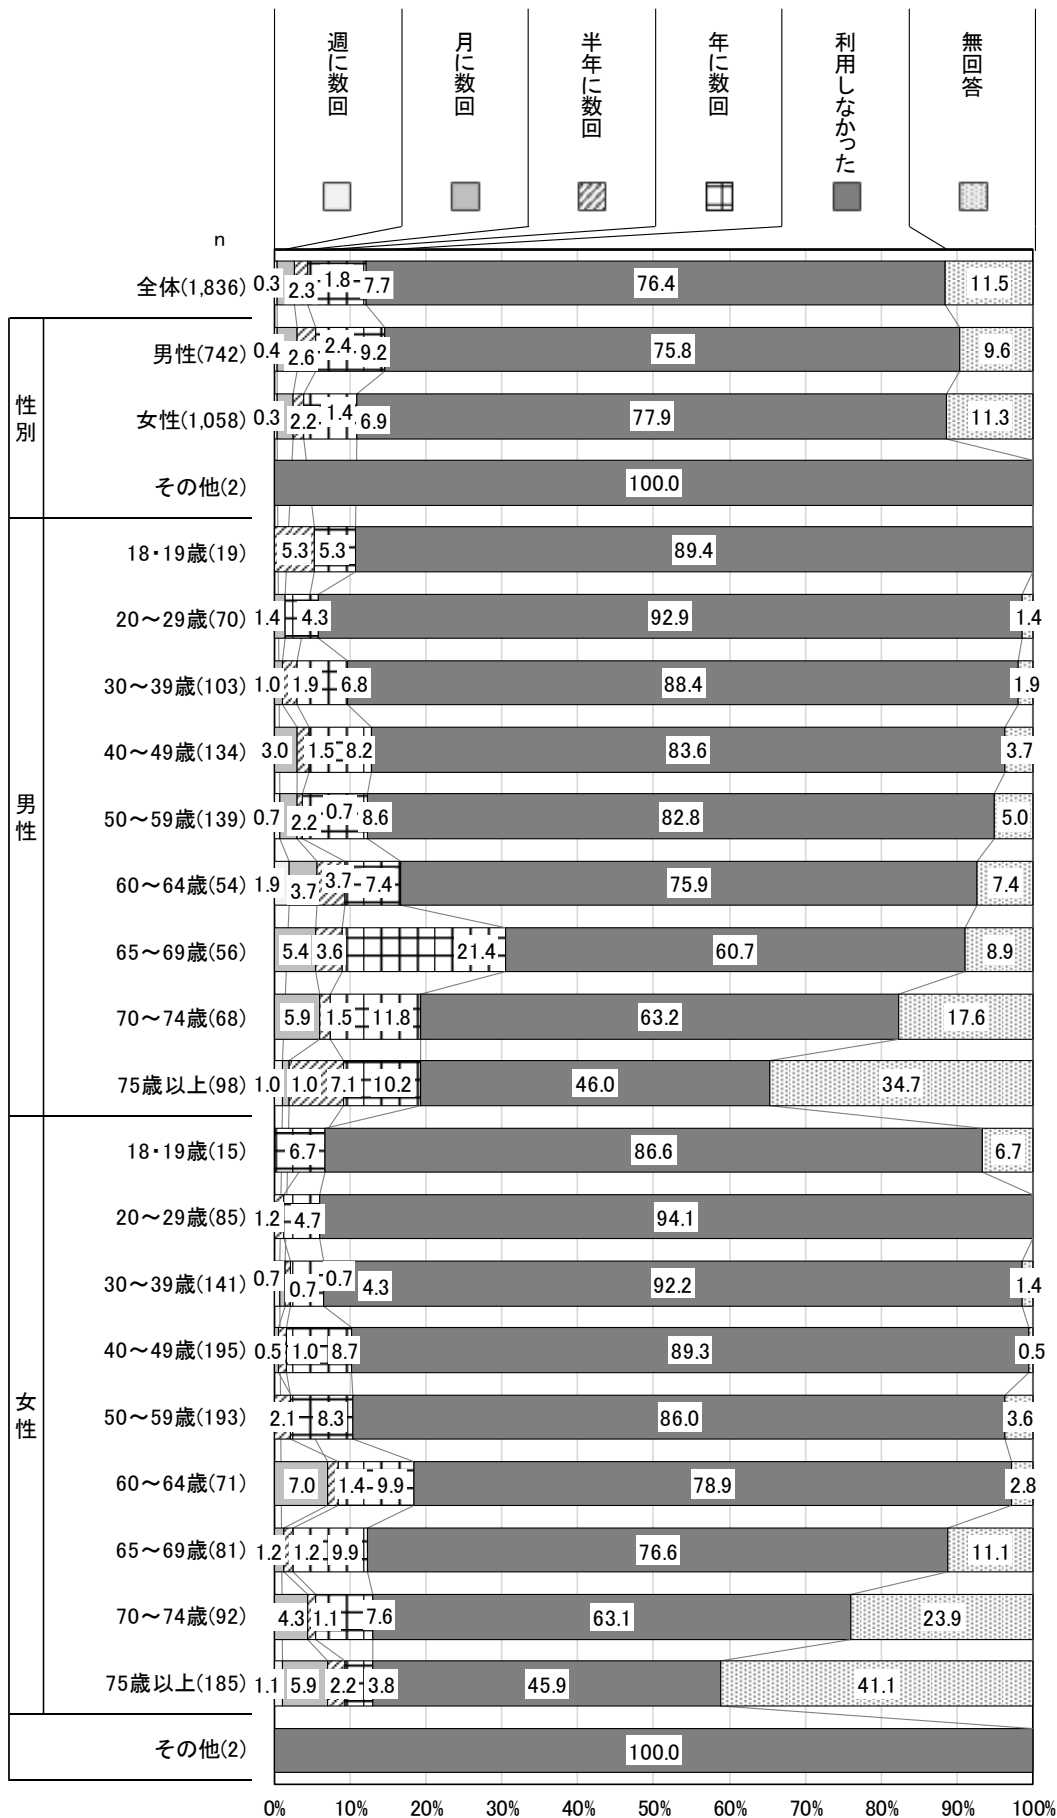 週に数回
月に数回
半年に数回
年に数回
利用しなかった
無回答
n
全体(1,836) 0.3 2.3 1.8 7.7 76.4 11.5
性別
男性(742) 0.4 2.6 2.4 9.2 75.8 9.6
女性(1,058) 0.3 2.2 1.4 6.9 77.9 11.3
その他(2) 100.0
男性
18・19歳(19) 5.3 5.3 89.4
20～29歳(70) 1.4 4.3 92.9 1.4
30～39歳(103) 1.0 1.9 6.8 88.4 1.9
40～49歳(134) 3.0 1.5 8.2 83.6 3.7
50～59歳(139) 0.7 2.2 0.7 8.6 82.8 5.0
60～64歳(54) 1.9 3.7 3.7 7.4 75.9 7.4
65～69歳(56) 5.4 3.6 21.4 60.7 8.9
70～74歳(68) 5.9 1.5 11.8 63.2 17.6
75歳以上(98) 1.0 1.0 7.1 10.2 46.0 34.7
女性
18・19歳(15) 6.7 86.6 6.7
20～29歳(85) 1.2 4.7 94.1
30～39歳(141) 0.7 0.7 0.7 4.3 92.2 1.4
40～49歳(195) 0.5 1.0 8.7 89.3 0.5
50～59歳(193) 2.1 8.3 86.0 3.6
60～64歳(71) 7.0 1.4 9.9 78.9 2.8
65～69歳(81) 1.2 1.2 9.9 76.6 11.1
70～74歳(92) 4.3 1.1 7.6 63.1 23.9
75歳以上(185) 1.1 5.9 2.2 3.8 45.9 41.1
その他(2) 100.0
0% 10% 20% 30% 40% 50% 60% 70% 80% 90% 100%